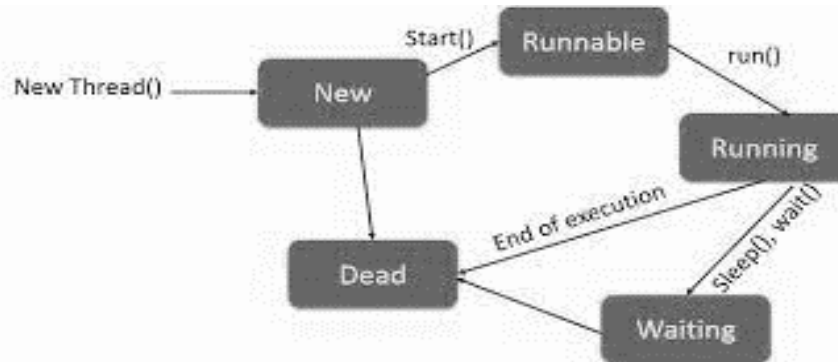 Start()
Runnable
run()
New Thread()
New
Running
End of execution
Sleep(), wait()
Dead
Waiting